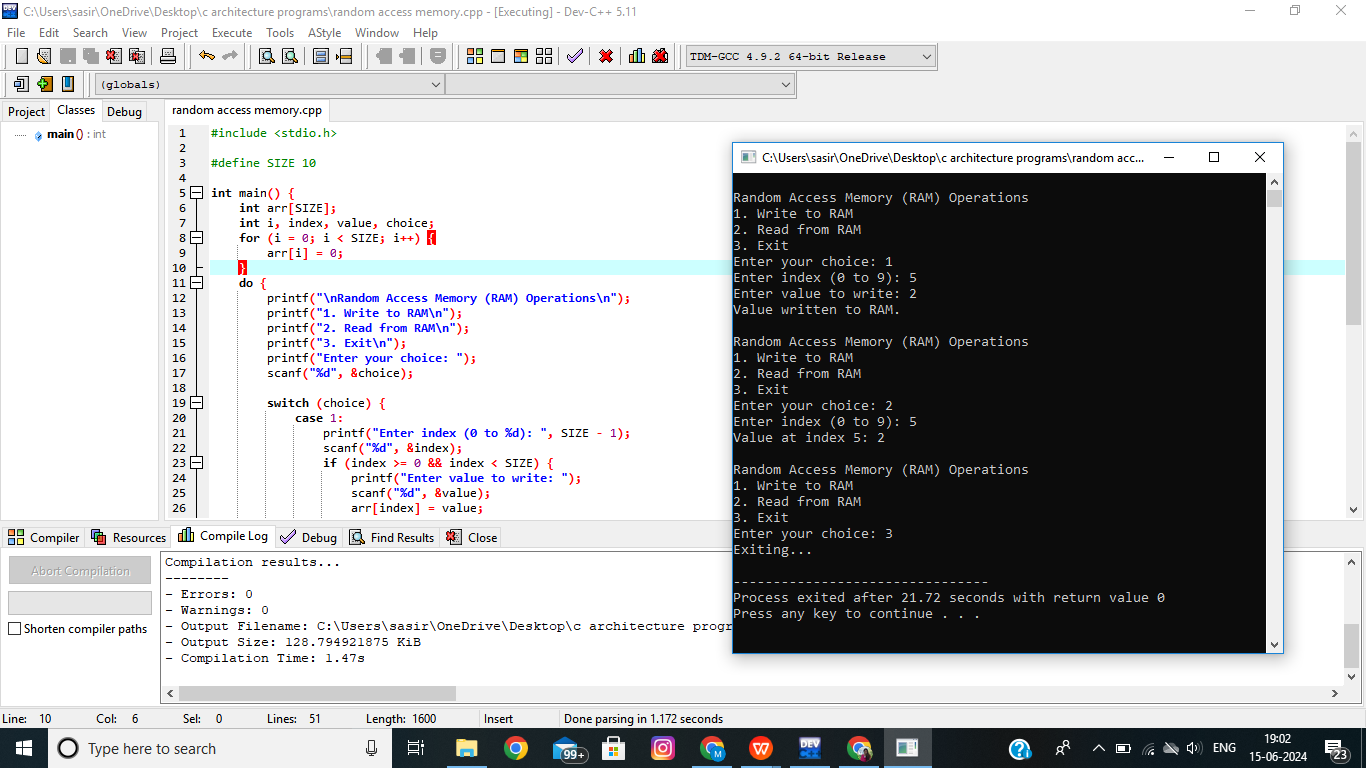 C:\Users\sasir\OneDrive\Desktop\c architecture programs\random access memory.cpp - [Executing] - Dev-C++ 5.11
File Edit Search View Project Execute Tools AStyle Window Help
TDM-GCC 4.9.2 64-bit Release
(globals)
Project Classes Debug
random access memory.cpp
main () : int
1 #include <stdio.h>
2
3 #define SIZE 10
4
5 int main() {
6 int arr[SIZE];
7 int i, index, value, choice;
8 for (i = 0; i < SIZE; i++) {
9 arr[i] = 0;
10 }
11 do {
12 printf("\nRandom Access Memory (RAM) Operations\n");
13 printf("1. Write to RAM\n");
14 printf("2. Read from RAM\n");
15 printf("3. Exit\n");
16 printf("Enter your choice: ");
17 scanf("%d", &choice);
18
19 switch (choice) {
20 case 1:
21 printf("Enter index (0 to %d): ", SIZE - 1);
22 scanf("%d", &index);
23 if (index >= 0 && index < SIZE) {
24 printf("Enter value to write: ");
25 scanf("%d", &value);
26 arr[index] = value;
C:\Users\sasir\OneDrive\Desktop\c architecture programs\random acc...
Random Access Memory (RAM) Operations
1. Write to RAM
2. Read from RAM
3. Exit
Enter your choice: 1
Enter index (0 to 9): 5
Enter value to write: 2
Value written to RAM.
Random Access Memory (RAM) Operations
1. Write to RAM
2. Read from RAM
3. Exit
Enter your choice: 2
Enter index (0 to 9): 5
Value at index 5: 2
Random Access Memory (RAM) Operations
1. Write to RAM
2. Read from RAM
3. Exit
Enter your choice: 3
Exiting...
--------------------------------
Process exited after 21.72 seconds with return value 0
Press any key to continue . . .
Compiler Resources Compile Log Debug Find Results Close
Abort Compilation
Shorten compiler paths
Compilation results...
--------
- Errors: 0
- Warnings: 0
- Output Filename: C:\Users\sasir\OneDrive\Desktop\c architecture progr
- Output Size: 128.794921875 KiB
- Compilation Time: 1.47s
Line: 10 Col: 6 Sel: 0 Lines: 51 Length: 1600 Insert Done parsing in 1.172 seconds
Type here to search
99+
M
W
DEV
ENG
19:02
15-06-2024
23